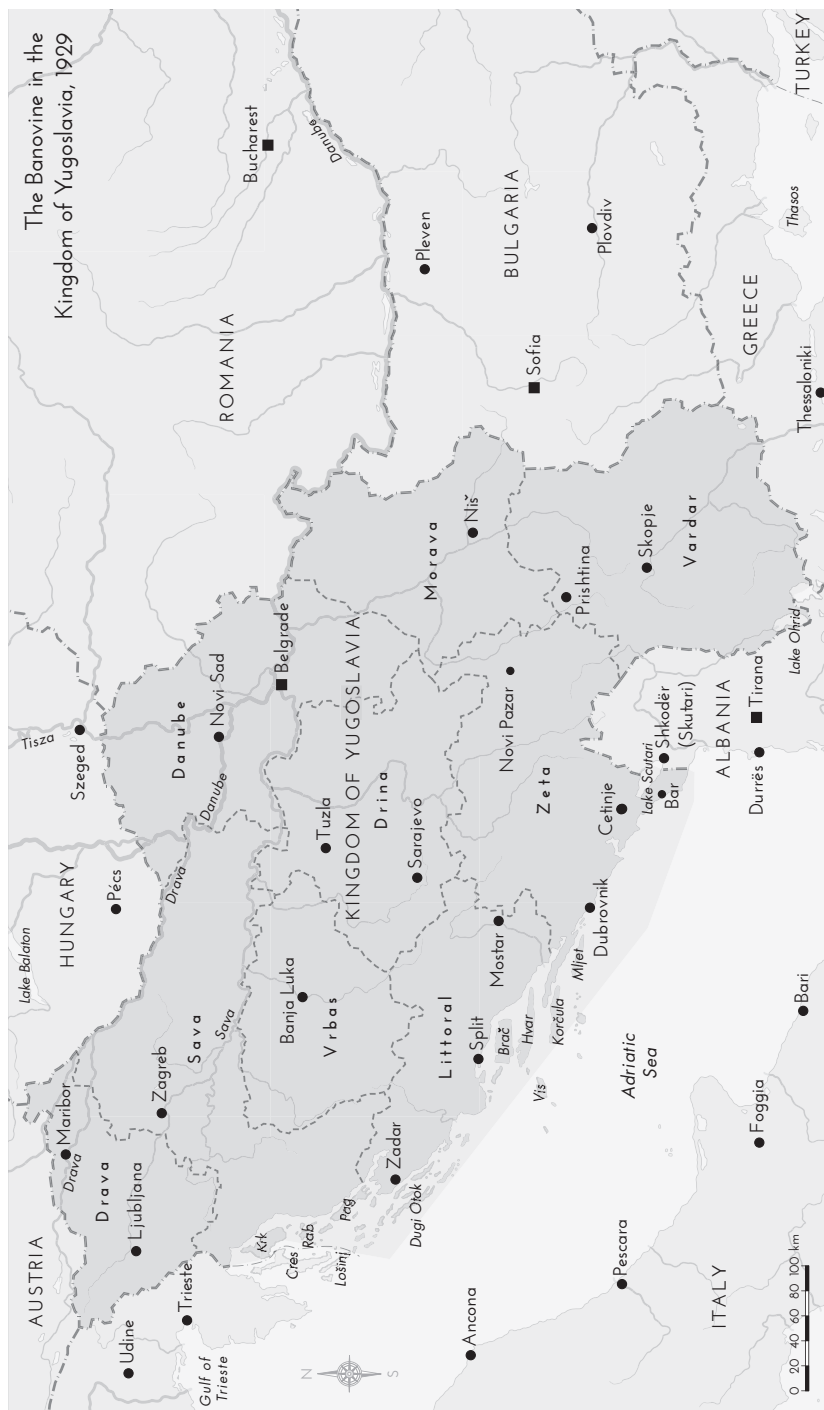 The Banovine in the
Kingdom of Yugoslavia, 1929
AUSTRIA
HUNGARY
ROMANIA
BULGARIA
TURKEY
GREECE
ALBANIA
ITALY
KINGDOM OF YUGOSLAVIA
Lake Balaton
Tisza
Szeged
Pécs
Maribor
Drava
Drava
Ljubljana
Udine
Trieste
Gulf of
Trieste
Zagreb
Sava
Sava
Drava
Danube
Novi Sad
Danube
Belgrade
Bucharest
Danube
Banja Luka
Vrbas
Tuzla
Drina
Sarajevo
Morava
Niš
Pleven
Sofia
Plovdiv
Krk
Cres
Rab
Lošinj
Pag
Zadar
Dugi Otok
Littoral
Split
Brač
Hvar
Vis
Korčula
Mljet
Mostar
Dubrovnik
Novi Pazar
Zeta
Cetinje
Lake Scutari
Bar
Shkodër
(Skutari)
Prishtina
Skopje
Vardar
Durrës
Tirana
Lake Ohrid
Thessaloniki
Thasos
Adriatic
Sea
Ancona
Pescara
Foggia
Bari
N
S
0 20 40 60 80 100 km